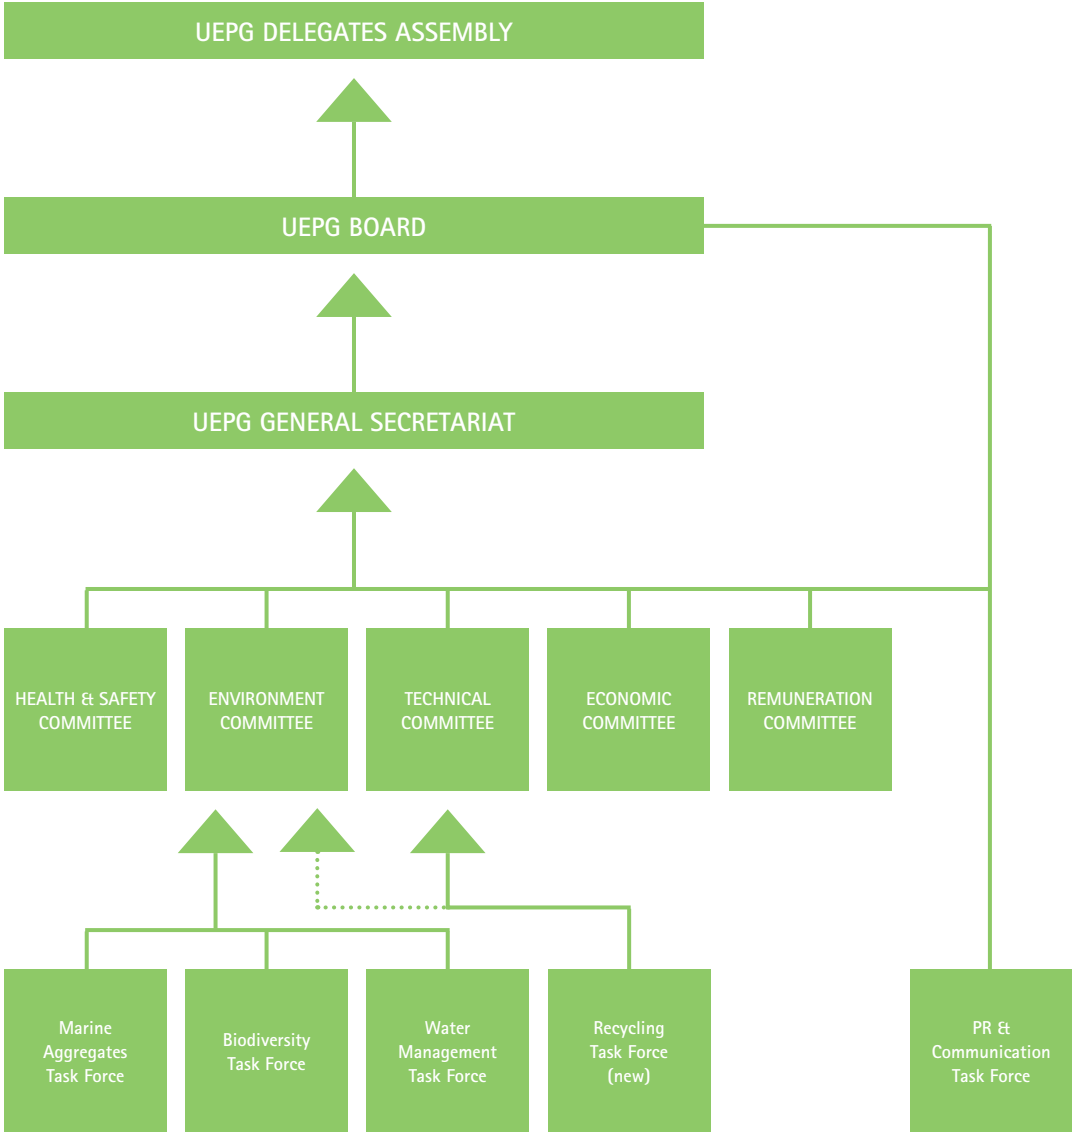 UEPG DELEGATES ASSEMBLY
UEPG BOARD
UEPG GENERAL SECRETARIAT
HEALTH & SAFETY
COMMITTEE
ENVIRONMENT
COMMITTEE
TECHNICAL
COMMITTEE
ECONOMIC
COMMITTEE
REMUNERATION
COMMITTEE
Marine
Aggregates
Task Force
Biodiversity
Task Force
Water
Management
Task Force
Recycling
Task Force
(new)
PR &
Communication
Task Force